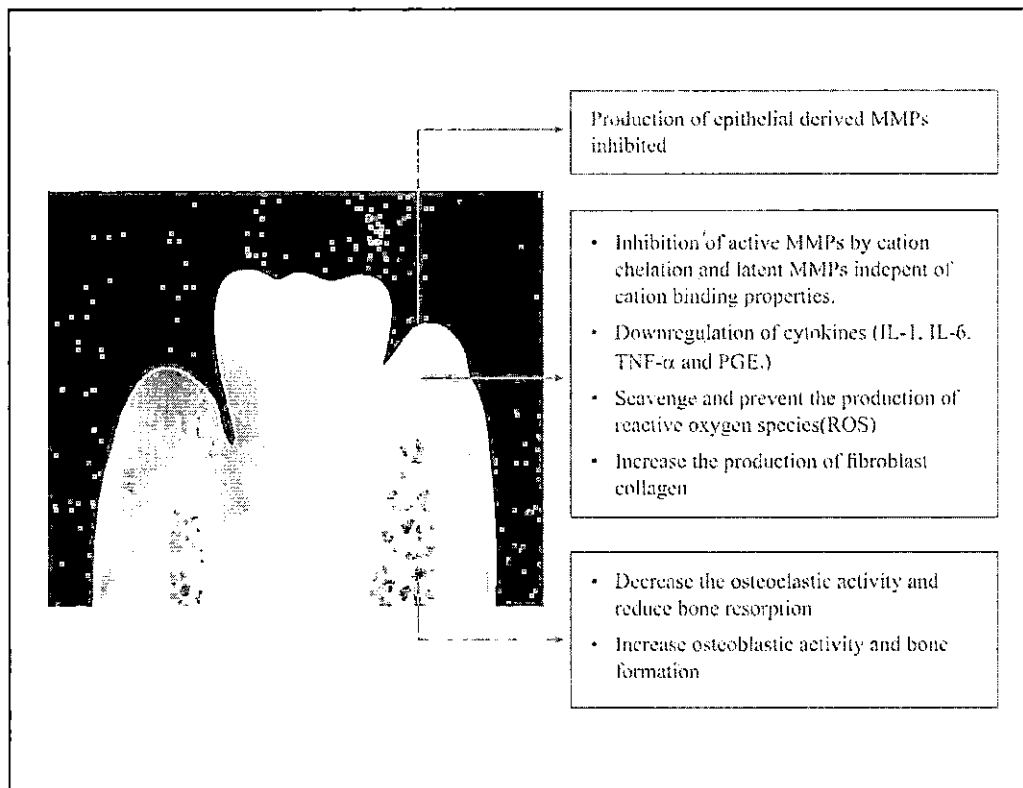 Production of epithelial derived MMPs
inhibited
• Inhibition of active MMPs by cation
chelation and latent MMPs indepent of
cation binding properties.
• Downregulation of cytokines (IL-1, IL-6,
TNF-α and PGE.)
• Scavenge and prevent the production of
reactive oxygen species(ROS)
• Increase the production of fibroblast
collagen
• Decrease the osteoclastic activity and
reduce bone resorption
• Increase osteoblastic activity and bone
formation